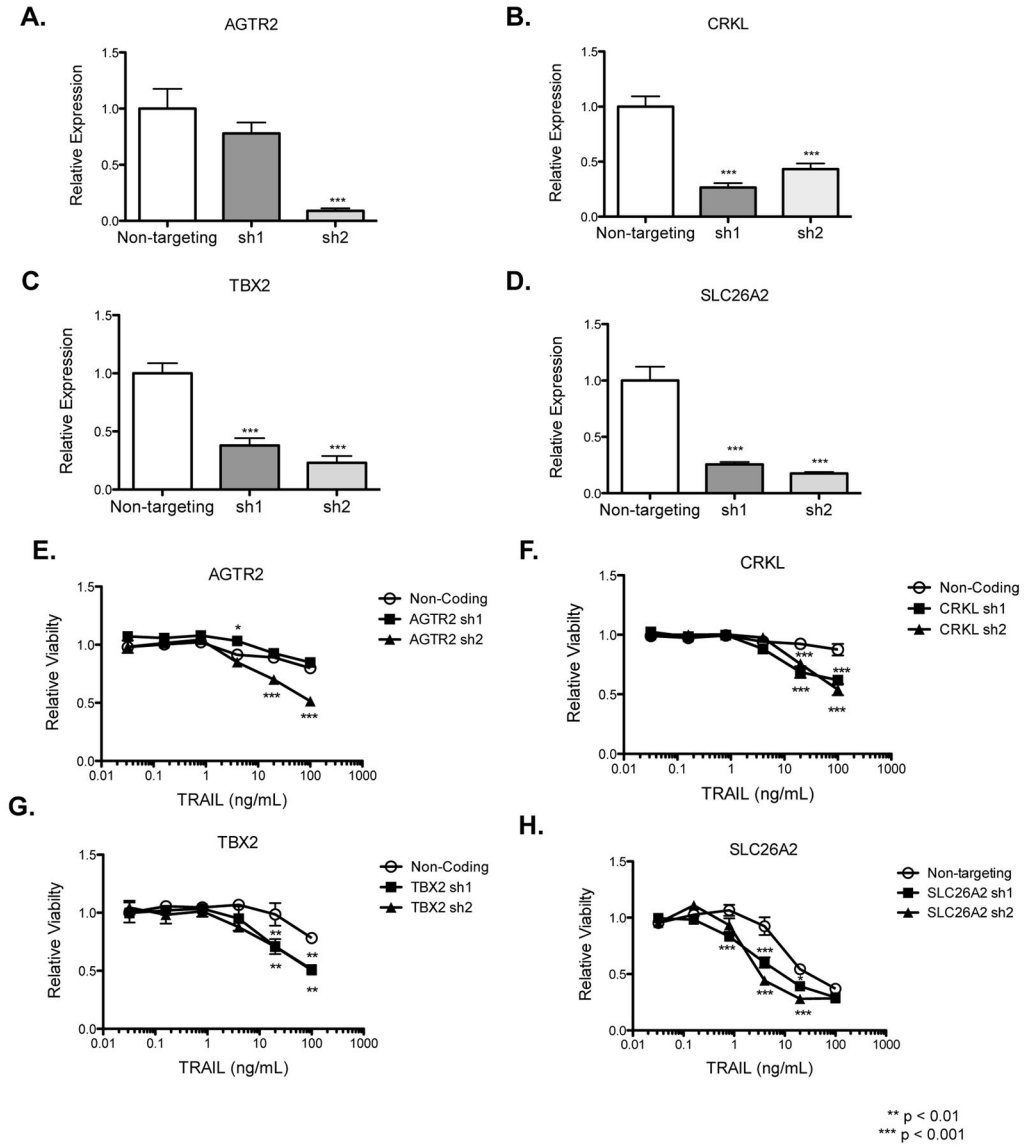 A.
AGTR2
Relative Expression
1.5
1.0
0.5
0.0
***
Non-targeting sh1 sh2
B.
CRKL
Relative Expression
1.5
1.0
0.5
0.0
***
***
Non-targeting sh1 sh2
C
TBX2
Relative Expression
1.5
1.0
0.5
0.0
***
***
Non-targeting sh1 sh2
D.
SLC26A2
Relative Expression
1.5
1.0
0.5
0.0
***
***
Non-targeting sh1 sh2
E.
AGTR2
Relative Viabilty
1.5
1.0
0.5
0.0
*
***
***
0.01 0.1 1 10 100 1000
TRAIL (ng/mL)
Non-Coding
AGTR2 sh1
AGTR2 sh2
F.
CRKL
Relative Viabilty
1.5
1.0
0.5
0.0
***
***
***
***
0.01 0.1 1 10 100 1000
TRAIL (ng/mL)
Non-Coding
CRKL sh1
CRKL sh2
G.
TBX2
Relative Viabilty
1.5
1.0
0.5
0.0
**
**
**
**
0.01 0.1 1 10 100 1000
TRAIL (ng/mL)
Non-Coding
TBX2 sh1
TBX2 sh2
H.
SLC26A2
Relative Viabilty
1.5
1.0
0.5
0.0
***
***
***
*
***
0.01 0.1 1 10 100 1000
TRAIL (ng/mL)
Non-targeting
SLC26A2 sh1
SLC26A2 sh2
** p < 0.01
*** p < 0.001